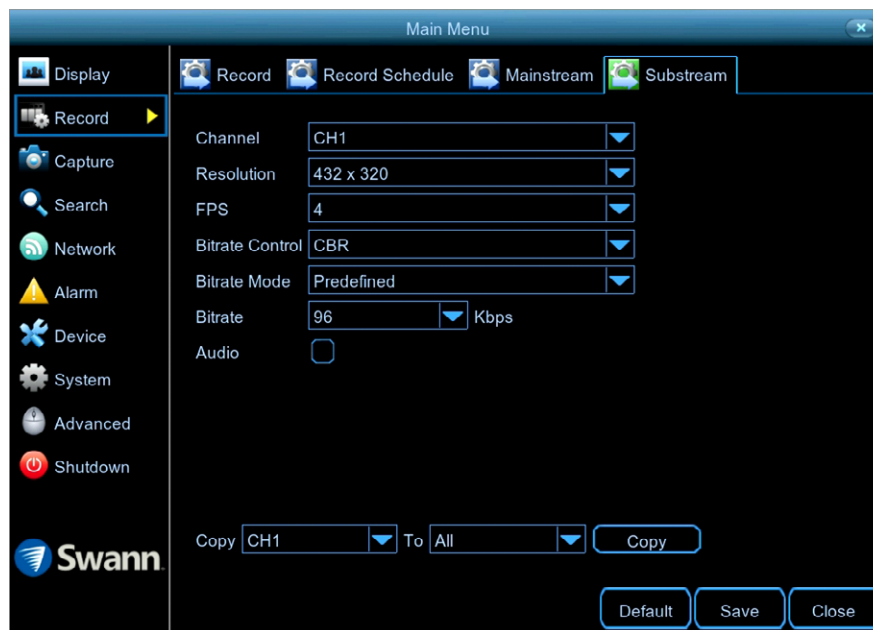 Main Menu
Display
Record
Capture
Search
Network
Alarm
Device
System
Advanced
Shutdown
Swann
Record Record Schedule Mainstream Substream
Channel CH1
Resolution 432 x 320
FPS 4
Bitrate Control CBR
Bitrate Mode Predefined
Bitrate 96 Kbps
Audio
Copy CH1 To All Copy
Default Save Close